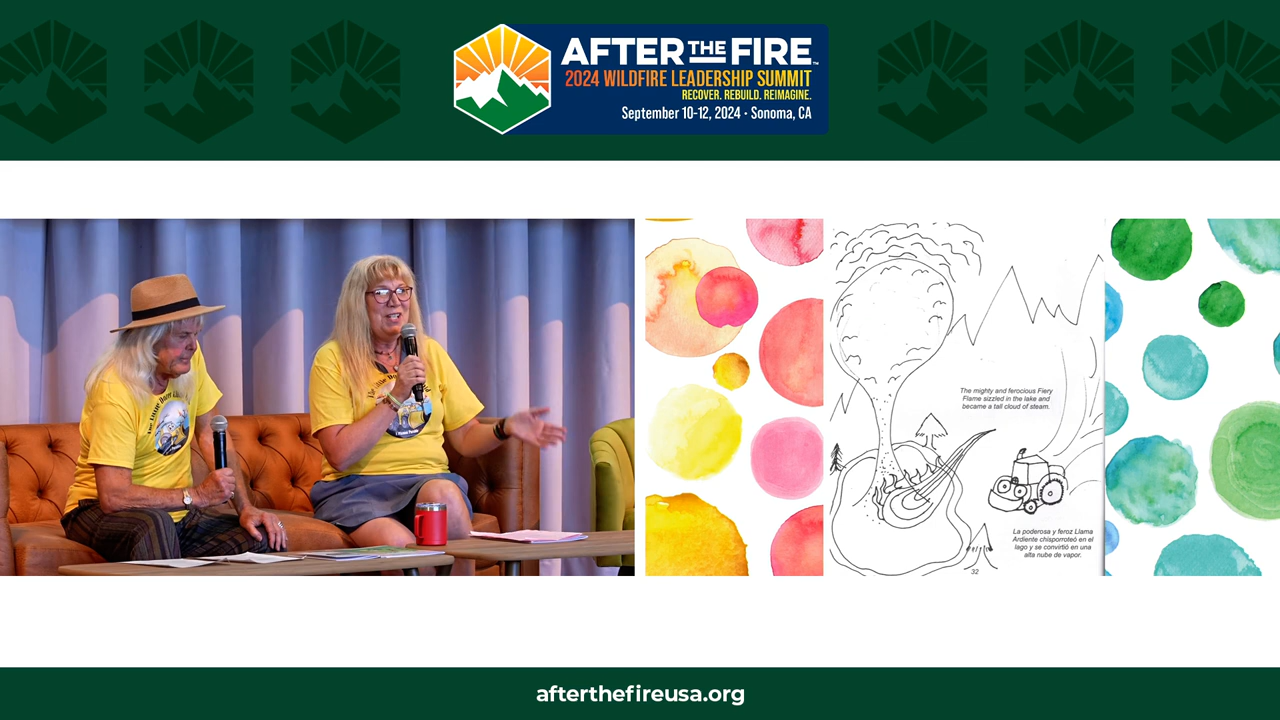 AFTER THE FIRE™
2024 WILDFIRE LEADERSHIP SUMMIT
RECOVER. REBUILD. REIMAGINE.
September 10-12, 2024 · Sonoma, CA
The mighty and ferocious Fiery
Flame sizzled in the lake and
became a tall cloud of steam.
La poderosa y feroz Llama
Ardiente chisporroteó en el
lago y se convirtió en una
alta nube de vapor.
32
afterthefireusa.org